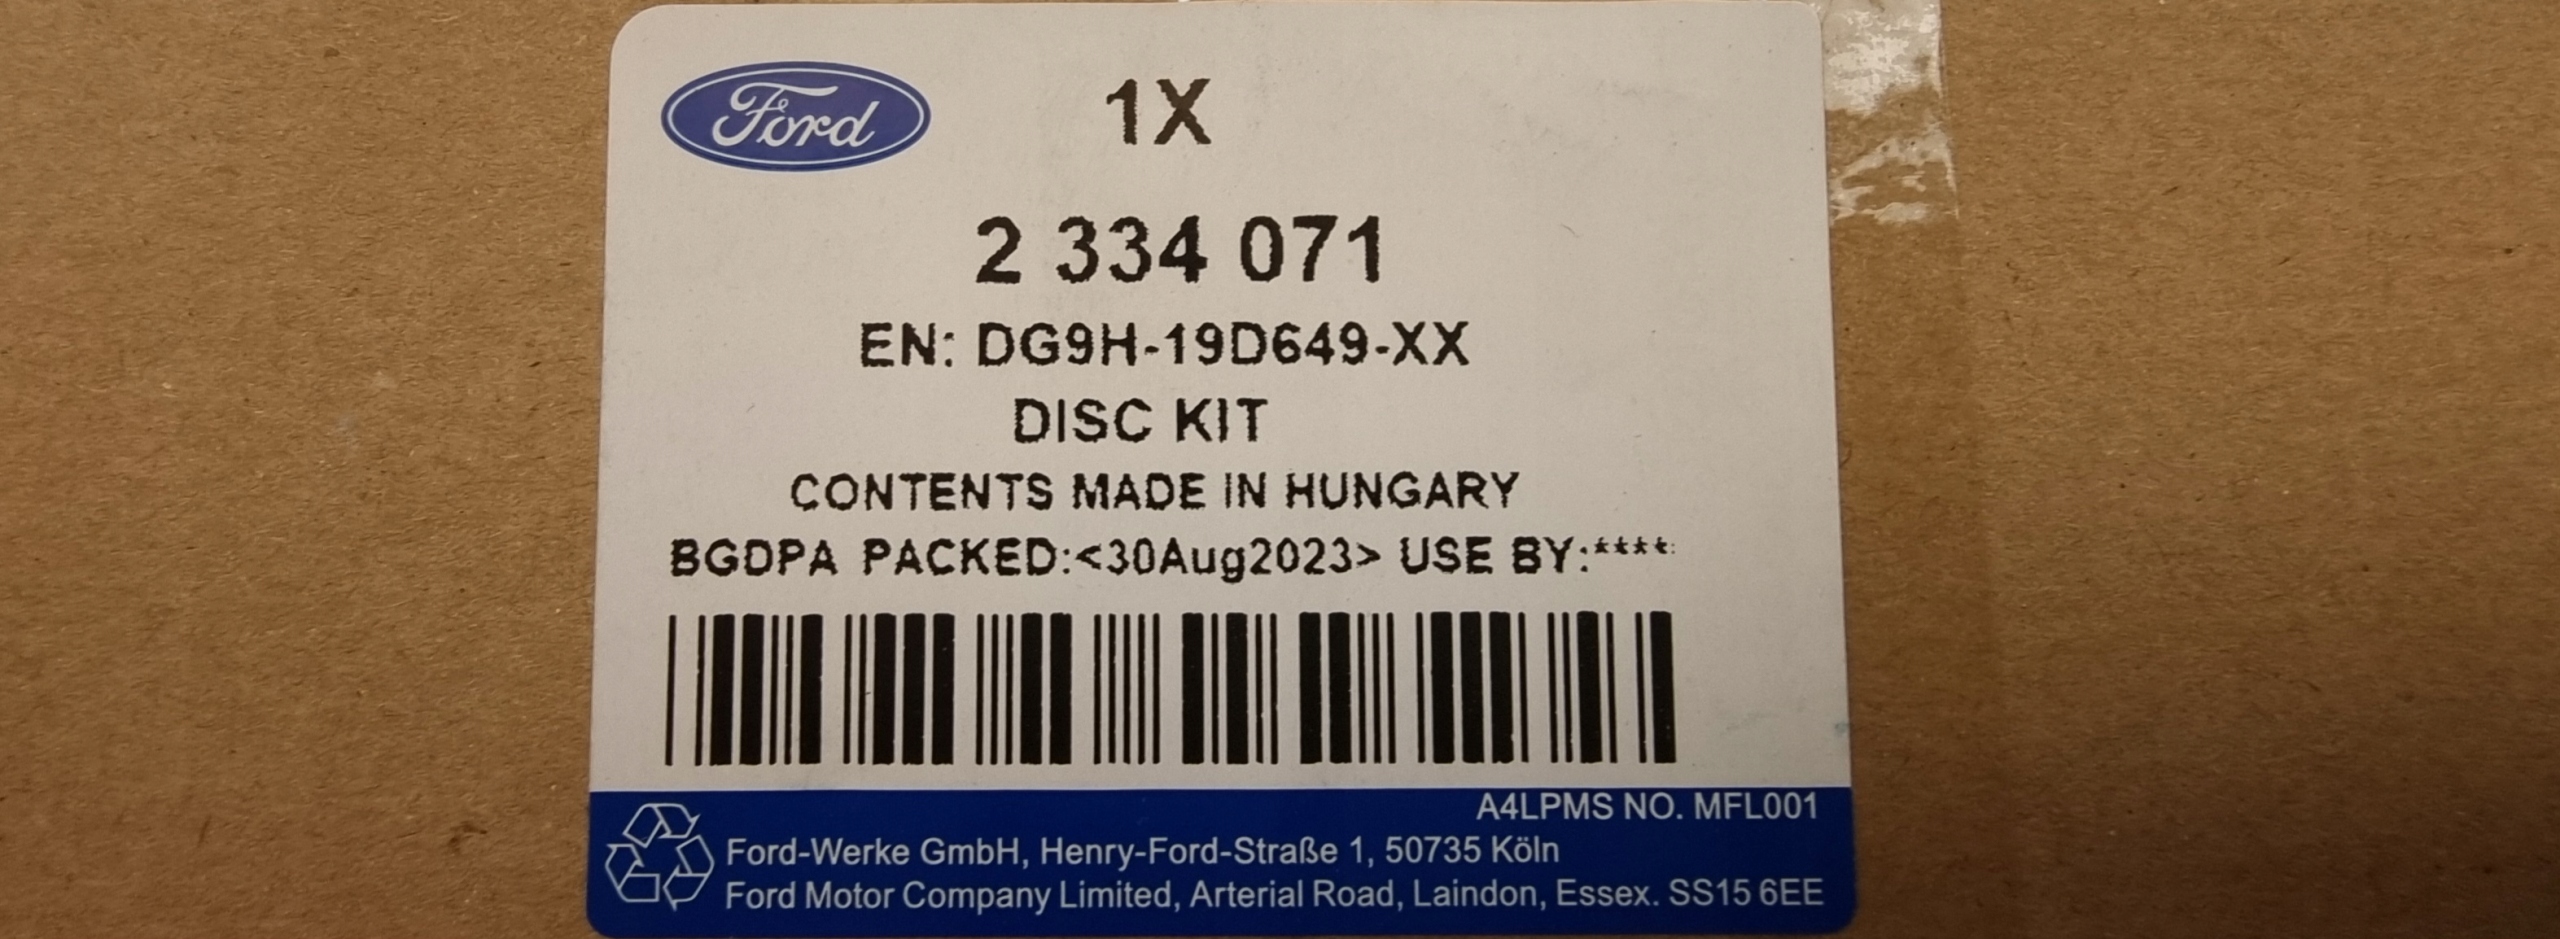 Ford
1X
2 334 071
EN: DG9H-19D649-XX
DISC KIT
CONTENTS MADE IN HUNGARY
BGDPA PACKED:<30Aug2023> USE BY:****
A4LPMS NO. MFL001
Ford-Werke GmbH, Henry-Ford-Straße 1, 50735 Köln
Ford Motor Company Limited, Arterial Road, Laindon, Essex. SS15 6EE